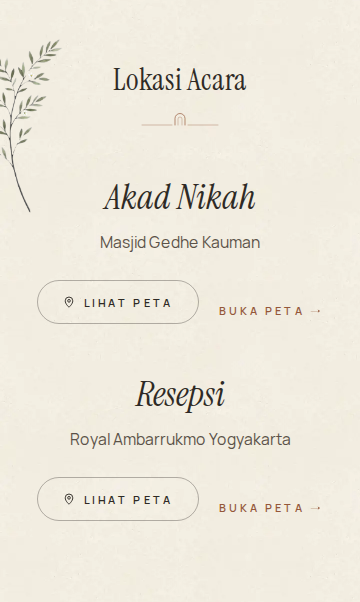 Lokasi Acara
Akad Nikah
Masjid Gedhe Kauman
LIHAT PETA
BUKA PETA →
Resepsi
Royal Ambarrukmo Yogyakarta
LIHAT PETA
BUKA PETA →